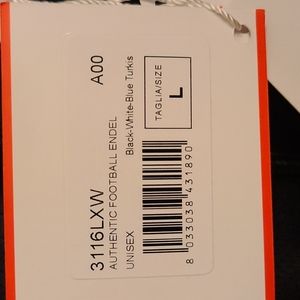 3116LXW A00
AUTHENTIC FOOTBALL ENDEL
UNISEX Black-White-Blue Turkis
TAGLIA/SIZE
L
8 033038 431890